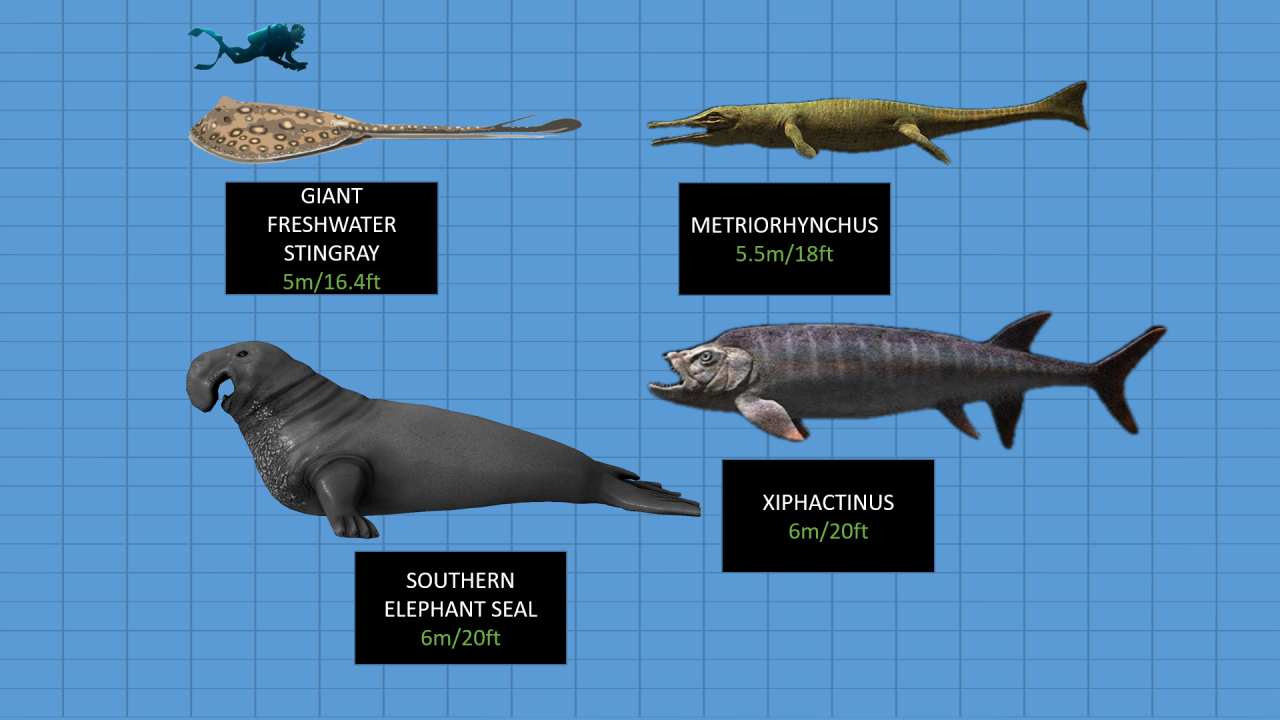 GIANT
FRESHWATER
STINGRAY
5m/16.4ft
METRIORHYNCHUS
5.5m/18ft
XIPHACTINUS
6m/20ft
SOUTHERN
ELEPHANT SEAL
6m/20ft